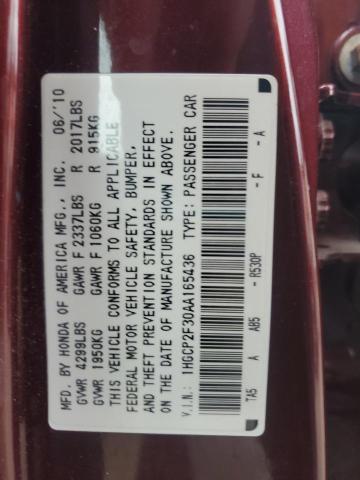 MFD. BY HONDA OF AMERICA MFG., INC. 06/'10
GVWR 4299LBS GAWR F 2337LBS R 2017LBS
GVWR 1950KG GAWR F 1060KG R 915KG
THIS VEHICLE CONFORMS TO ALL APPLICABLE
FEDERAL MOTOR VEHICLE SAFETY, BUMPER,
AND THEFT PREVENTION STANDARDS IN EFFECT
ON THE DATE OF MANUFACTURE SHOWN ABOVE.
V.I.N.: 1HGCP2F30AA165436 TYPE: PASSENGER CAR
TA5 A AB5 - R530P - F - A